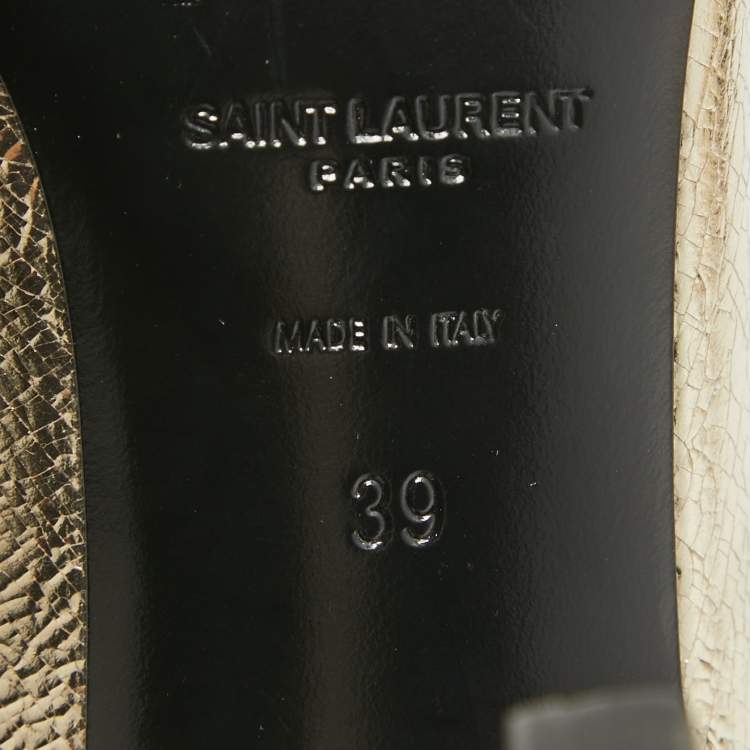 SAINT LAURENT
PARIS
MADE IN ITALY
39